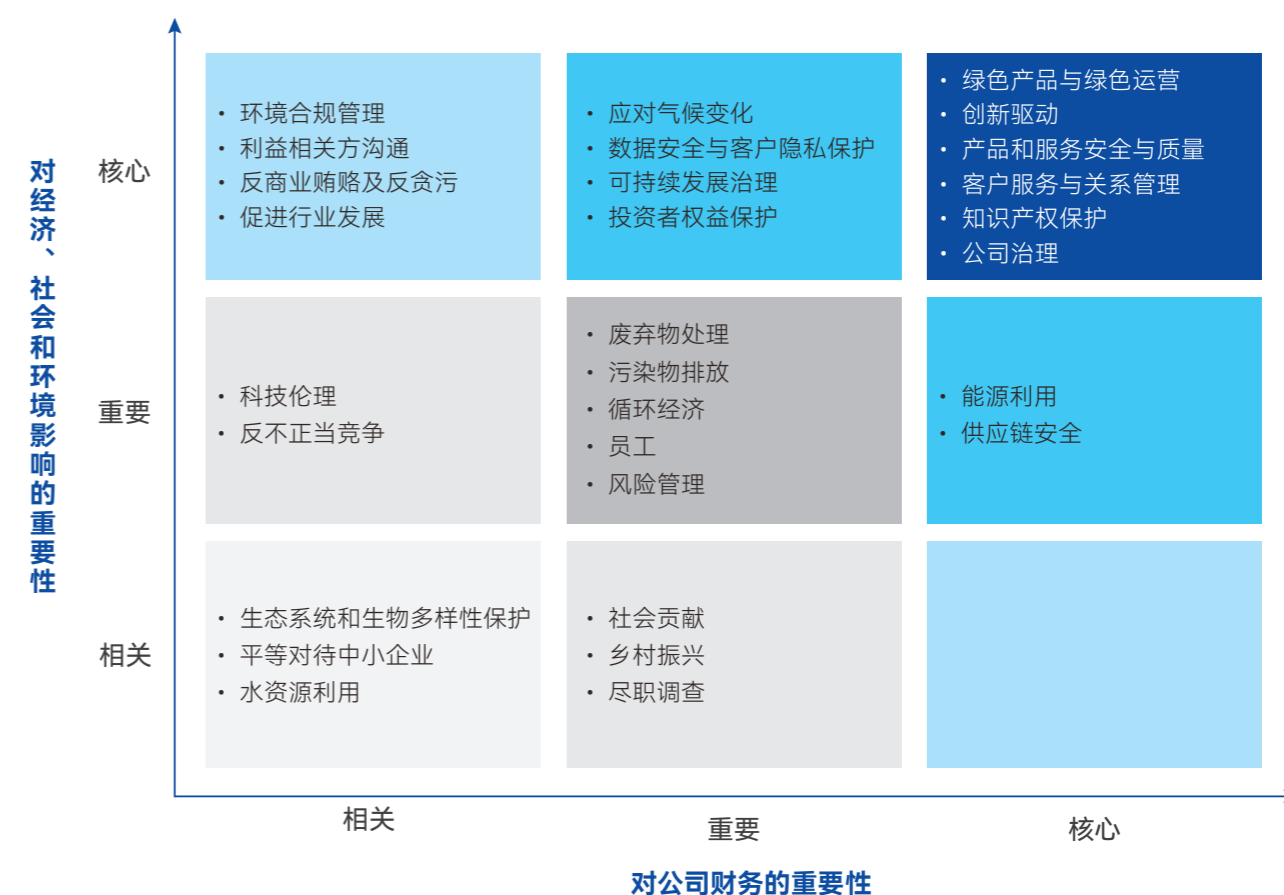 对经济、社会和环境影响的重要性
核心
• 环境合规管理
• 利益相关方沟通
• 反商业贿赂及反贪污
• 促进行业发展
• 应对气候变化
• 数据安全与客户隐私保护
• 可持续发展治理
• 投资者权益保护
• 绿色产品与绿色运营
• 创新驱动
• 产品和服务安全与质量
• 客户服务与关系管理
• 知识产权保护
• 公司治理
重要
• 科技伦理
• 反不正当竞争
• 废弃物处理
• 污染物排放
• 循环经济
• 员工
• 风险管理
• 能源利用
• 供应链安全
相关
• 生态系统和生物多样性保护
• 平等对待中小企业
• 水资源利用
• 社会贡献
• 乡村振兴
• 尽职调查
相关
重要
核心
对公司财务的重要性